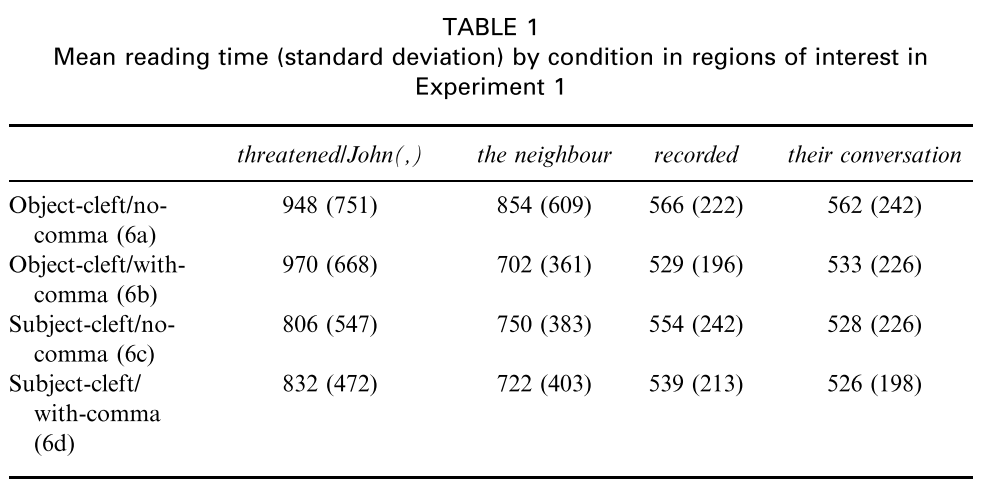 TABLE 1
Mean reading time (standard deviation) by condition in regions of interest in
Experiment 1
threatened/John(,) the neighbour recorded their conversation
Object-cleft/no- 948 (751) 854 (609) 566 (222) 562 (242)
comma (6a)
Object-cleft/with- 970 (668) 702 (361) 529 (196) 533 (226)
comma (6b)
Subject-cleft/no- 806 (547) 750 (383) 554 (242) 528 (226)
comma (6c)
Subject-cleft/ 832 (472) 722 (403) 539 (213) 526 (198)
with-comma
(6d)